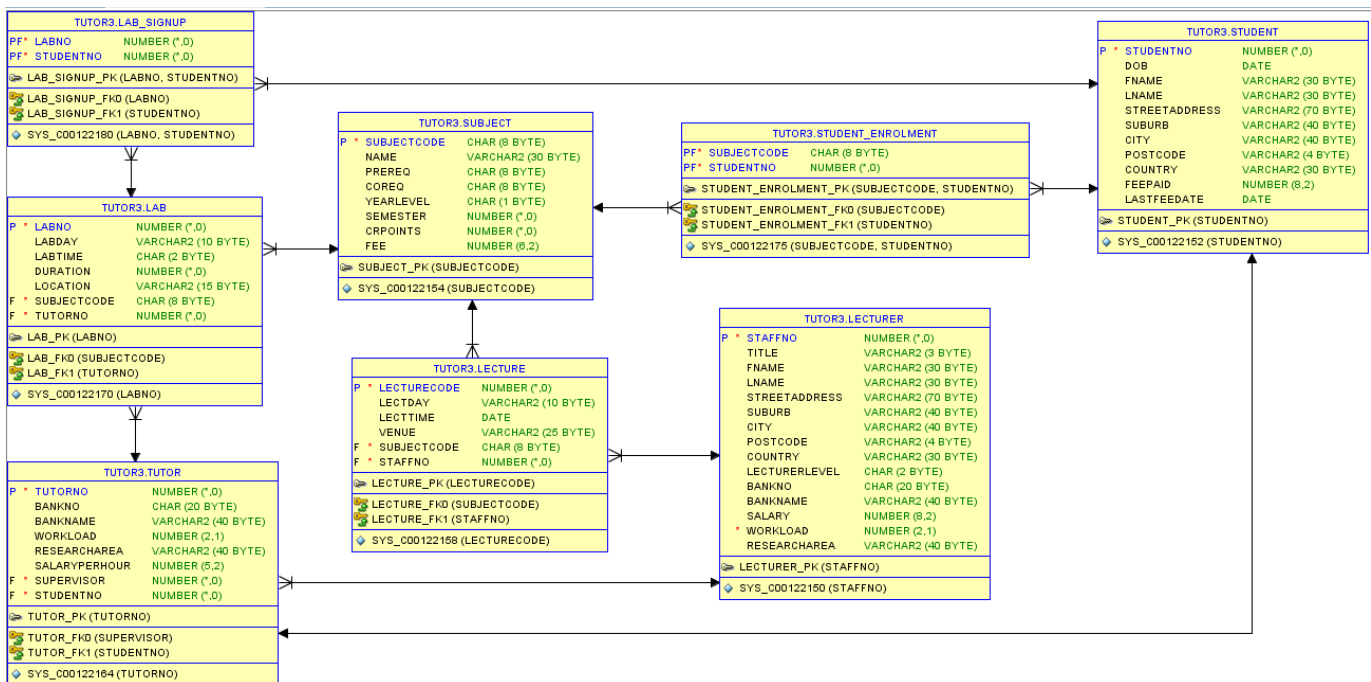 TUTOR3.LAB_SIGNUP
PF* LABNO NUMBER (*,0)
PF* STUDENTNO NUMBER (*,0)
LAB_SIGNUP_PK (LABNO, STUDENTNO)
LAB_SIGNUP_FK0 (LABNO)
LAB_SIGNUP_FK1 (STUDENTNO)
SYS_C00122180 (LABNO, STUDENTNO)
TUTOR3.LAB
P * LABNO NUMBER (*,0)
LABDAY VARCHAR2 (10 BYTE)
LABTIME CHAR (2 BYTE)
DURATION NUMBER (*,0)
LOCATION VARCHAR2 (15 BYTE)
F * SUBJECTCODE CHAR (8 BYTE)
F * TUTORNO NUMBER (*,0)
LAB_PK (LABNO)
LAB_FK0 (SUBJECTCODE)
LAB_FK1 (TUTORNO)
SYS_C00122170 (LABNO)
TUTOR3.TUTOR
P * TUTORNO NUMBER (*,0)
BANKNO CHAR (20 BYTE)
BANKNAME VARCHAR2 (40 BYTE)
WORKLOAD NUMBER (2,1)
RESEARCHAREA VARCHAR2 (40 BYTE)
SALARYPERHOUR NUMBER (5,2)
F * SUPERVISOR NUMBER (*,0)
F * STUDENTNO NUMBER (*,0)
TUTOR_PK (TUTORNO)
TUTOR_FK0 (SUPERVISOR)
TUTOR_FK1 (STUDENTNO)
SYS_C00122164 (TUTORNO)
TUTOR3.SUBJECT
P * SUBJECTCODE CHAR (8 BYTE)
NAME VARCHAR2 (30 BYTE)
PREREQ CHAR (8 BYTE)
COREQ CHAR (8 BYTE)
YEARLEVEL CHAR (1 BYTE)
SEMESTER NUMBER (*,0)
CRPOINTS NUMBER (*,0)
FEE NUMBER (6,2)
SUBJECT_PK (SUBJECTCODE)
SYS_C00122154 (SUBJECTCODE)
TUTOR3.LECTURE
P * LECTURECODE NUMBER (*,0)
LECTDAY VARCHAR2 (10 BYTE)
LECTTIME DATE
VENUE VARCHAR2 (25 BYTE)
F * SUBJECTCODE CHAR (8 BYTE)
F * STAFFNO NUMBER (*,0)
LECTURE_PK (LECTURECODE)
LECTURE_FK0 (SUBJECTCODE)
LECTURE_FK1 (STAFFNO)
SYS_C00122158 (LECTURECODE)
TUTOR3.STUDENT_ENROLMENT
PF* SUBJECTCODE CHAR (8 BYTE)
PF* STUDENTNO NUMBER (*,0)
STUDENT_ENROLMENT_PK (SUBJECTCODE, STUDENTNO)
STUDENT_ENROLMENT_FK0 (SUBJECTCODE)
STUDENT_ENROLMENT_FK1 (STUDENTNO)
SYS_C00122175 (SUBJECTCODE, STUDENTNO)
TUTOR3.LECTURER
P * STAFFNO NUMBER (*,0)
TITLE VARCHAR2 (3 BYTE)
FNAME VARCHAR2 (30 BYTE)
LNAME VARCHAR2 (30 BYTE)
STREETADDRESS VARCHAR2 (70 BYTE)
SUBURB VARCHAR2 (40 BYTE)
CITY VARCHAR2 (40 BYTE)
POSTCODE VARCHAR2 (4 BYTE)
COUNTRY VARCHAR2 (30 BYTE)
LECTURERLEVEL CHAR (2 BYTE)
BANKNO CHAR (20 BYTE)
BANKNAME VARCHAR2 (40 BYTE)
SALARY NUMBER (8,2)
* WORKLOAD NUMBER (2,1)
RESEARCHAREA VARCHAR2 (40 BYTE)
LECTURER_PK (STAFFNO)
SYS_C00122150 (STAFFNO)
TUTOR3.STUDENT
P * STUDENTNO NUMBER (*,0)
DOB DATE
FNAME VARCHAR2 (30 BYTE)
LNAME VARCHAR2 (30 BYTE)
STREETADDRESS VARCHAR2 (70 BYTE)
SUBURB VARCHAR2 (40 BYTE)
CITY VARCHAR2 (40 BYTE)
POSTCODE VARCHAR2 (4 BYTE)
COUNTRY VARCHAR2 (30 BYTE)
FEEPAID NUMBER (8,2)
LASTFEEDATE DATE
STUDENT_PK (STUDENTNO)
SYS_C00122152 (STUDENTNO)